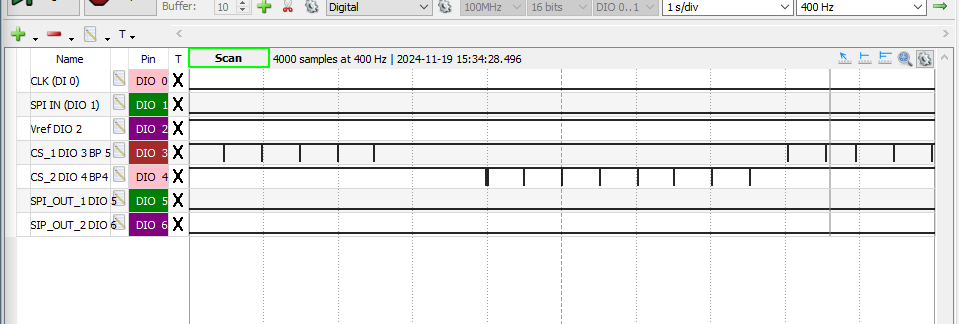 Buffer: 10 Digital 100MHz 16 bits DIO 0..1 1 s/div 400 Hz
T
Name Pin T Scan 4000 samples at 400 Hz | 2024-11-19 15:34:28.496
CLK (DI 0) DIO 0 X
SPI IN (DIO 1) DIO 1 X
Vref DIO 2 DIO 2 X
CS_1 DIO 3 BP 5 DIO 3 X
CS_2 DIO 4 BP4 DIO 4 X
SPI_OUT_1 DIO 5 DIO 5 X
SIP_OUT_2 DIO 6 DIO 6 X